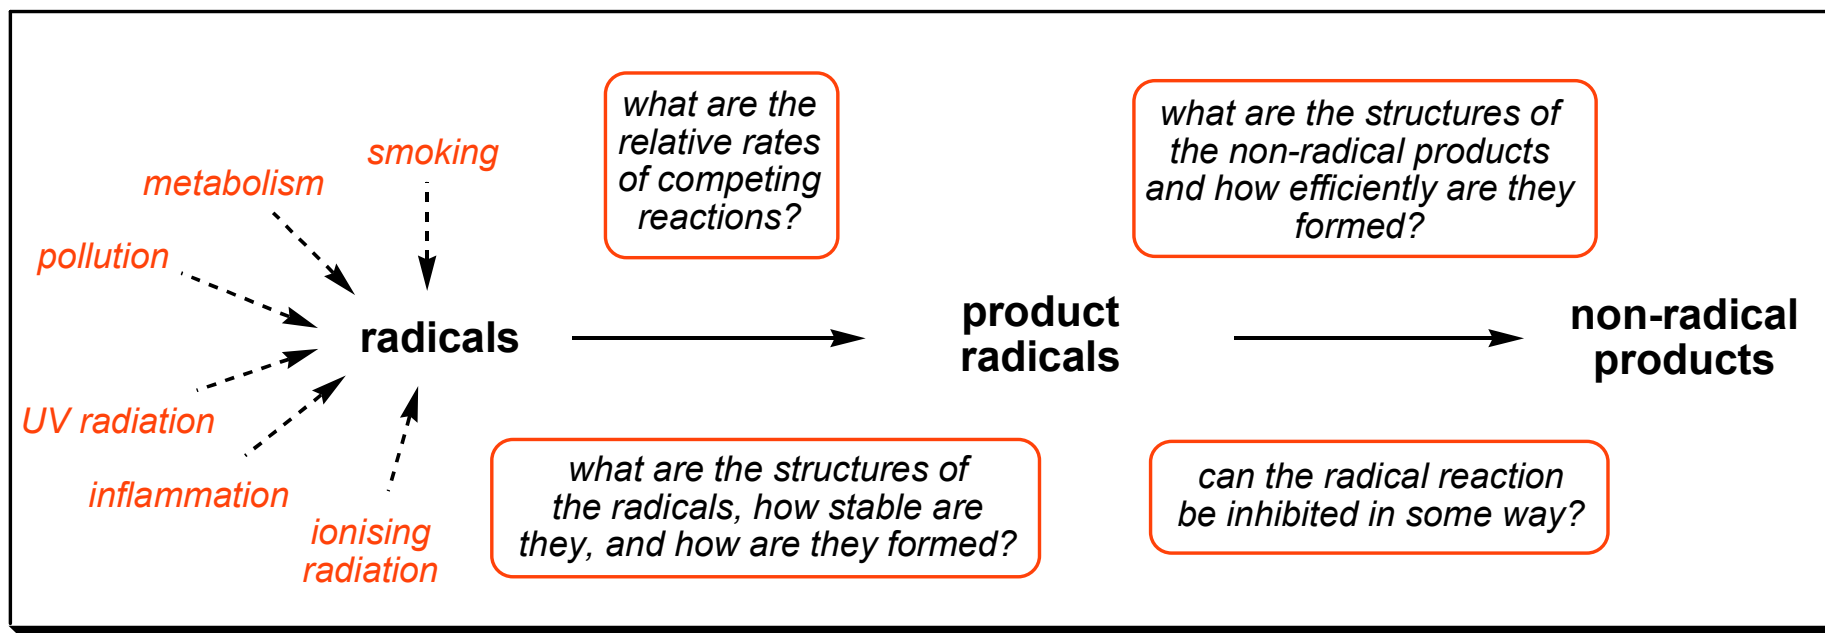 smoking
metabolism
pollution
UV radiation
inflammation
ionising
radiation
radicals
what are the
relative rates
of competing
reactions?
what are the structures of
the radicals, how stable are
they, and how are they formed?
product
radicals
what are the structures of
the non-radical products
and how efficiently are they
formed?
can the radical reaction
be inhibited in some way?
non-radical
products